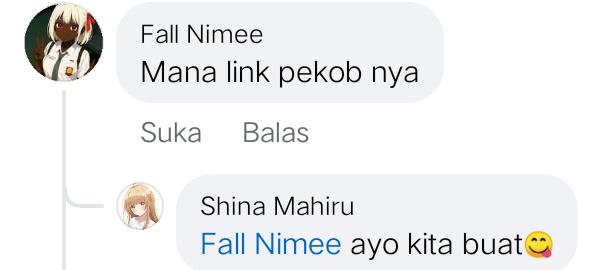 Fall Nimee
Mana link pekob nya
Suka Balas
Shina Mahiru
Fall Nimee ayo kita buat😋